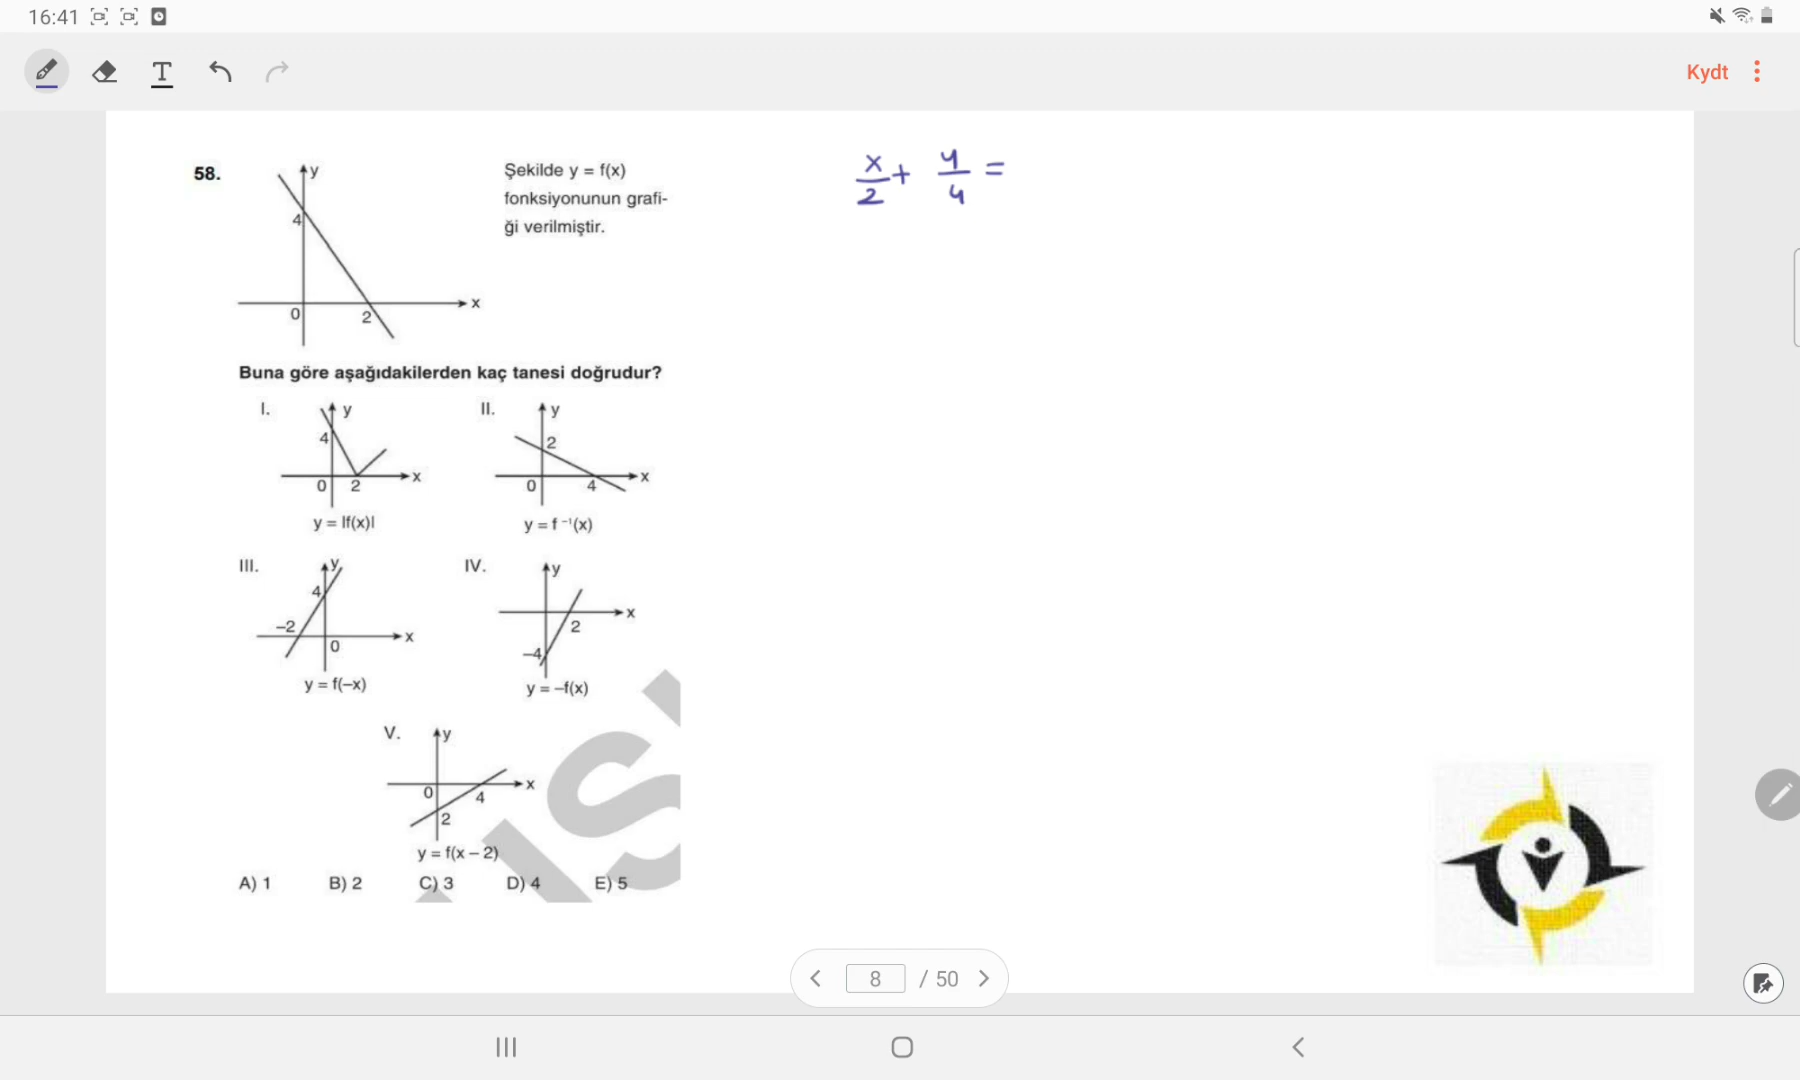 16:41
Kydt
58.
y
4
0
2
x
Şekilde y = f(x)
fonksiyonunun grafi-
ği verilmiştir.
x/2 + y/4 =
Buna göre aşağıdakilerden kaç tanesi doğrudur?
I.
y
4
0
2
x
y = |f(x)|
II.
y
2
0
4
x
y = f⁻¹(x)
III.
y
4
–2
0
x
y = f(–x)
IV.
y
x
2
–4
y = –f(x)
V.
y
0
4
x
2
y = f(x – 2)
A) 1 B) 2 C) 3 D) 4 E) 5
8 / 50